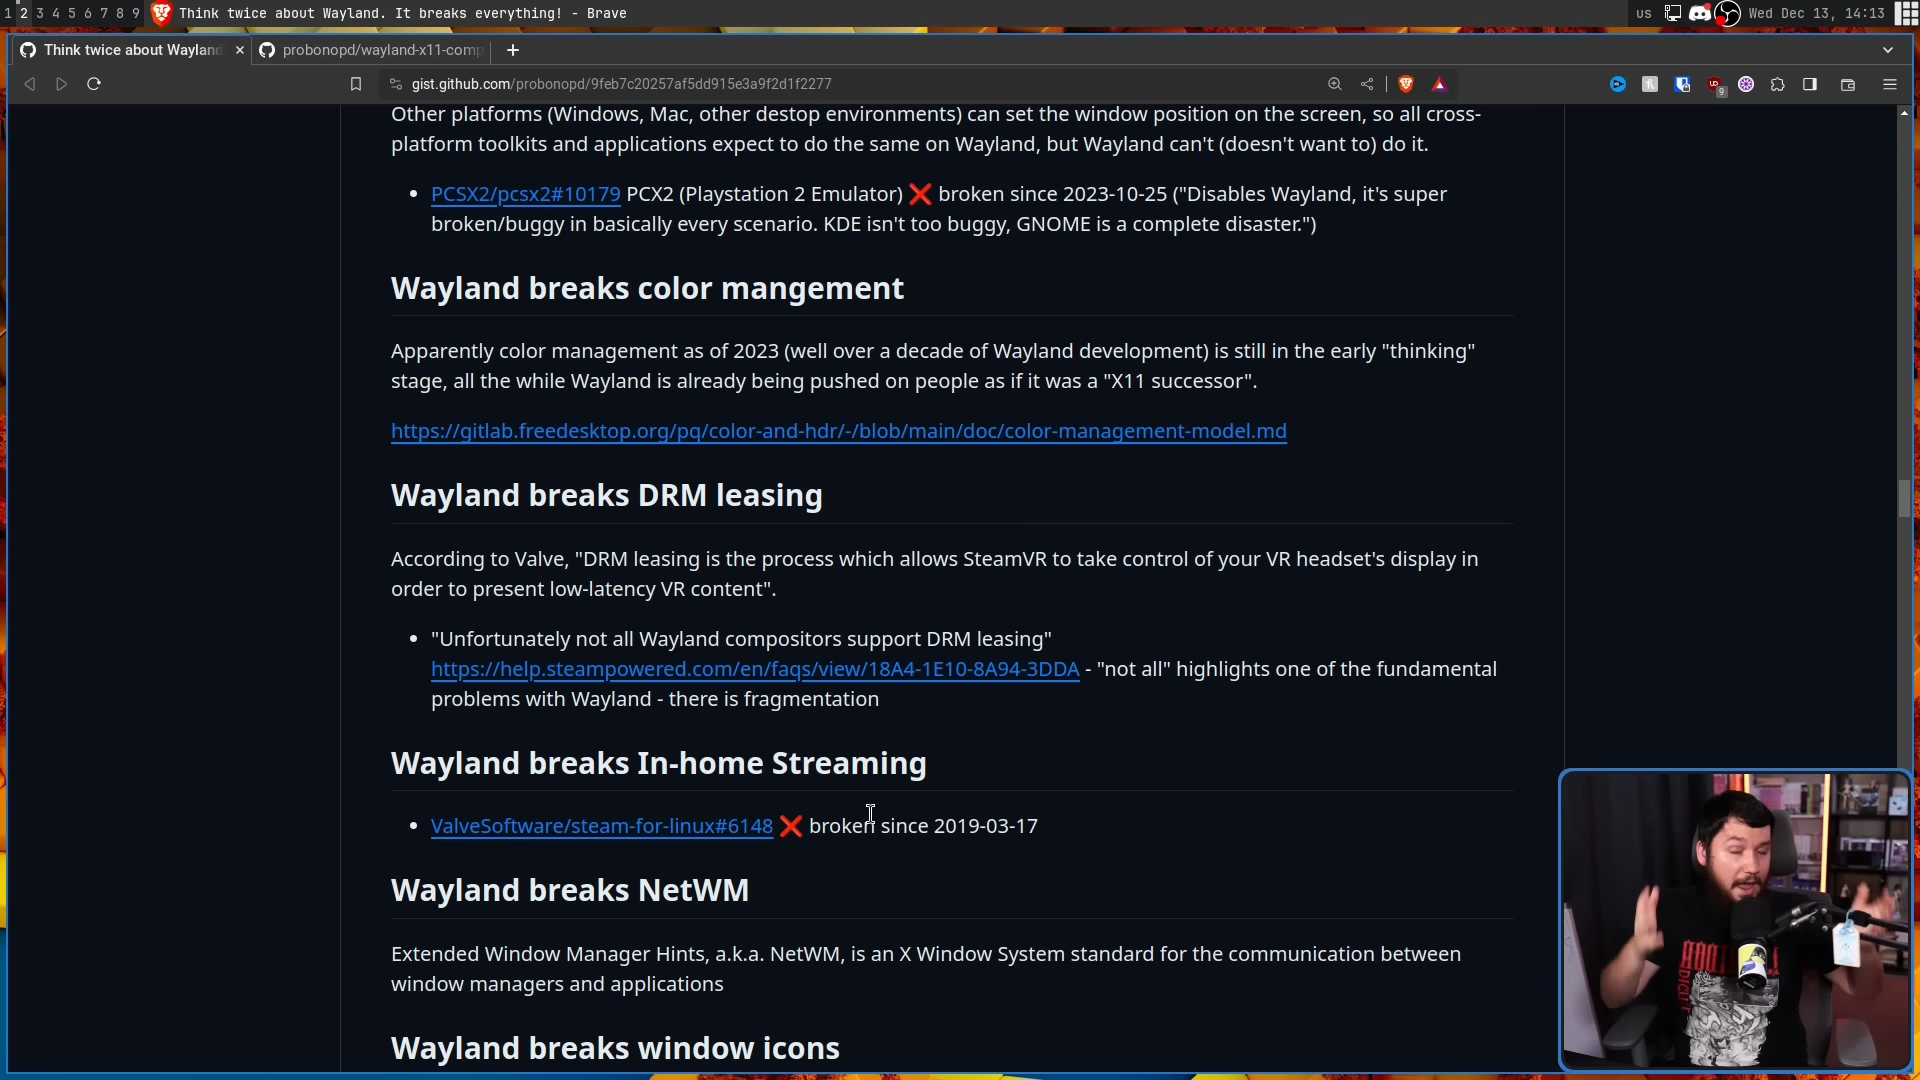 1 2 3 4 5 6 7 8 9 Think twice about Wayland. It breaks everything! - Brave us Wed Dec 13, 14:13
Think twice about Wayland × probonopd/wayland-x11-comp +
gist.github.com/probonopd/9feb7c20257af5dd915e3a9f2d1f2277 9
Other platforms (Windows, Mac, other destop environments) can set the window position on the screen, so all cross-
platform toolkits and applications expect to do the same on Wayland, but Wayland can't (doesn't want to) do it.
• PCSX2/pcsx2#10179 PCX2 (Playstation 2 Emulator) ❌ broken since 2023-10-25 ("Disables Wayland, it's super
broken/buggy in basically every scenario. KDE isn't too buggy, GNOME is a complete disaster.")
Wayland breaks color mangement
Apparently color management as of 2023 (well over a decade of Wayland development) is still in the early "thinking"
stage, all the while Wayland is already being pushed on people as if it was a "X11 successor".
https://gitlab.freedesktop.org/pq/color-and-hdr/-/blob/main/doc/color-management-model.md
Wayland breaks DRM leasing
According to Valve, "DRM leasing is the process which allows SteamVR to take control of your VR headset's display in
order to present low-latency VR content".
• "Unfortunately not all Wayland compositors support DRM leasing"
https://help.steampowered.com/en/faqs/view/18A4-1E10-8A94-3DDA - "not all" highlights one of the fundamental
problems with Wayland - there is fragmentation
Wayland breaks In-home Streaming
• ValveSoftware/steam-for-linux#6148 ❌ broken since 2019-03-17
Wayland breaks NetWM
Extended Window Manager Hints, a.k.a. NetWM, is an X Window System standard for the communication between
window managers and applications
Wayland breaks window icons